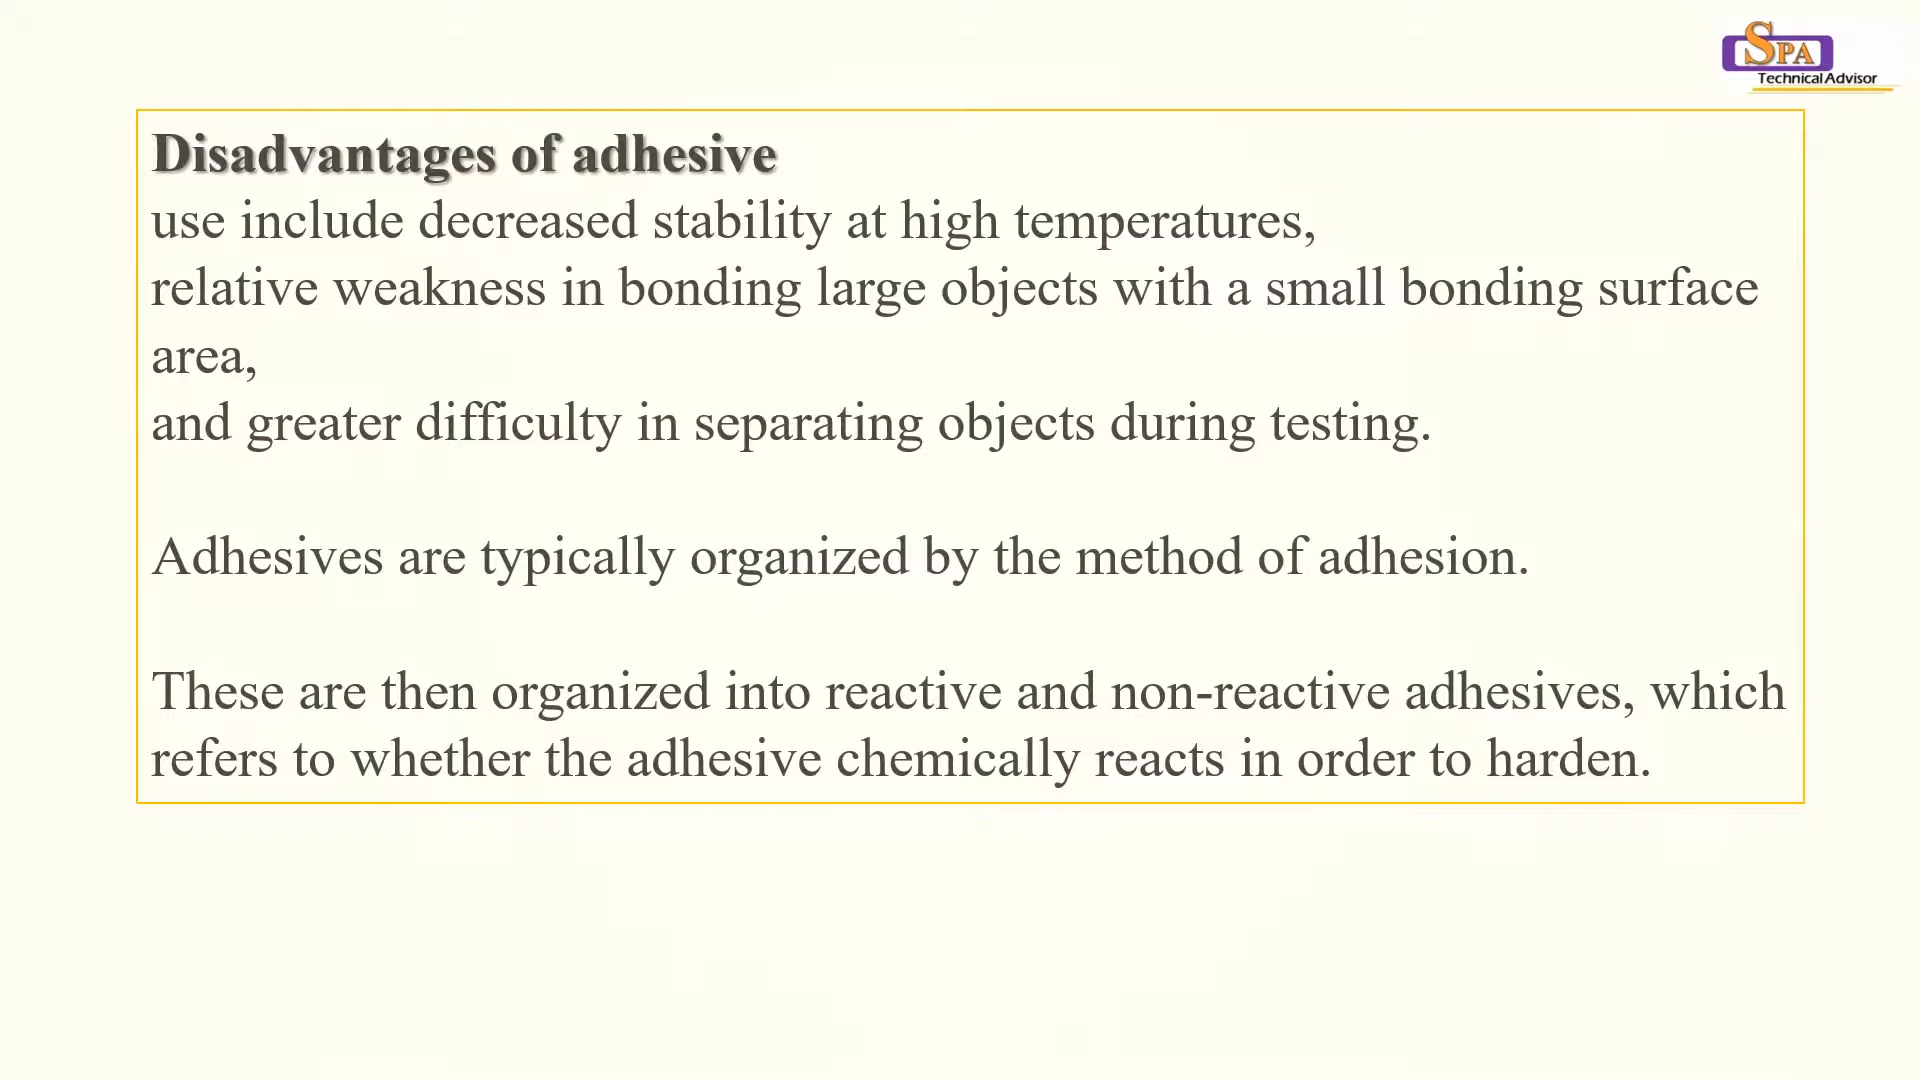 SPA
Technical Advisor
Disadvantages of adhesive
use include decreased stability at high temperatures,
relative weakness in bonding large objects with a small bonding surface
area,
and greater difficulty in separating objects during testing.
Adhesives are typically organized by the method of adhesion.
These are then organized into reactive and non-reactive adhesives, which
refers to whether the adhesive chemically reacts in order to harden.